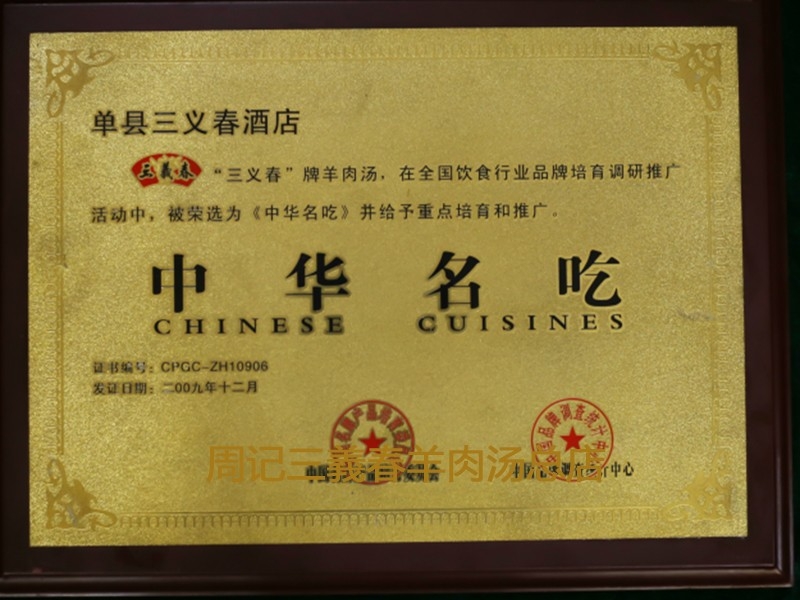 单县三义春酒店
三義春 “三义春”牌羊肉汤，在全国饮食行业品牌培育调研推广
活动中，被荣选为《中华名吃》并给予重点培育和推广。
中华名吃
CHINESE CUISINES
证书编号：CPGC-ZH10906
发证日期：二00九年十二月
周记三義春羊肉汤总店